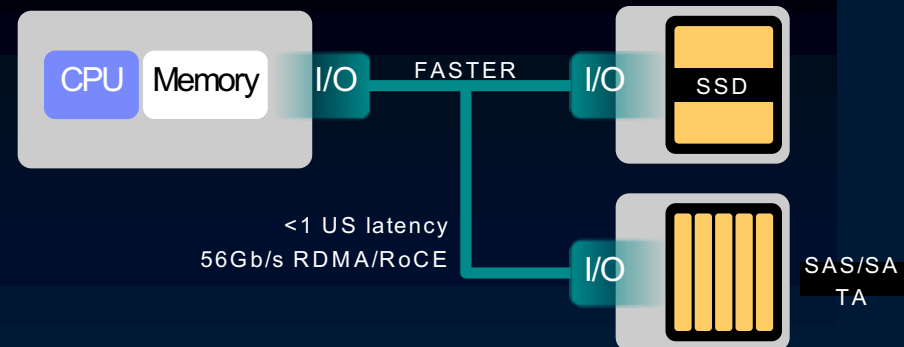 CPU Memory I/O FASTER I/O SSD
<1 US latency
56Gb/s RDMA/RoCE
I/O
SAS/SA
TA